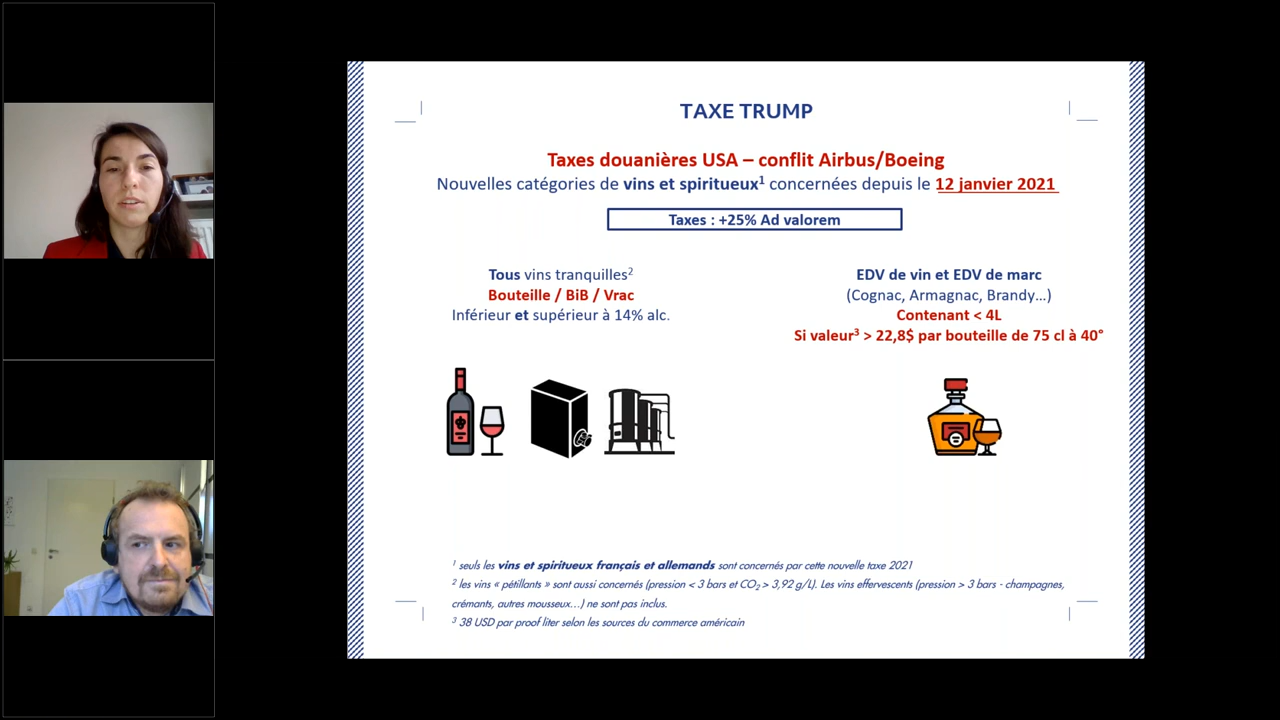 TAXE TRUMP
Taxes douanières USA – conflit Airbus/Boeing
Nouvelles catégories de vins et spiritueux¹ concernées depuis le 12 janvier 2021
Taxes : +25% Ad valorem
Tous vins tranquilles²
Bouteille / BiB / Vrac
Inférieur et supérieur à 14% alc.
EDV de vin et EDV de marc
(Cognac, Armagnac, Brandy…)
Contenant < 4L
Si valeur³ > 22,8$ par bouteille de 75 cl à 40°
¹ seuls les vins et spiritueux français et allemands sont concernés par cette nouvelle taxe 2021
² les vins « pétillants » sont aussi concernés (pression < 3 bars et CO₂ > 3,92 g/L). Les vins effervescents (pression > 3 bars - champagnes,
crémants, autres mousseux…) ne sont pas inclus.
³ 38 USD par proof liter selon les sources du commerce américain